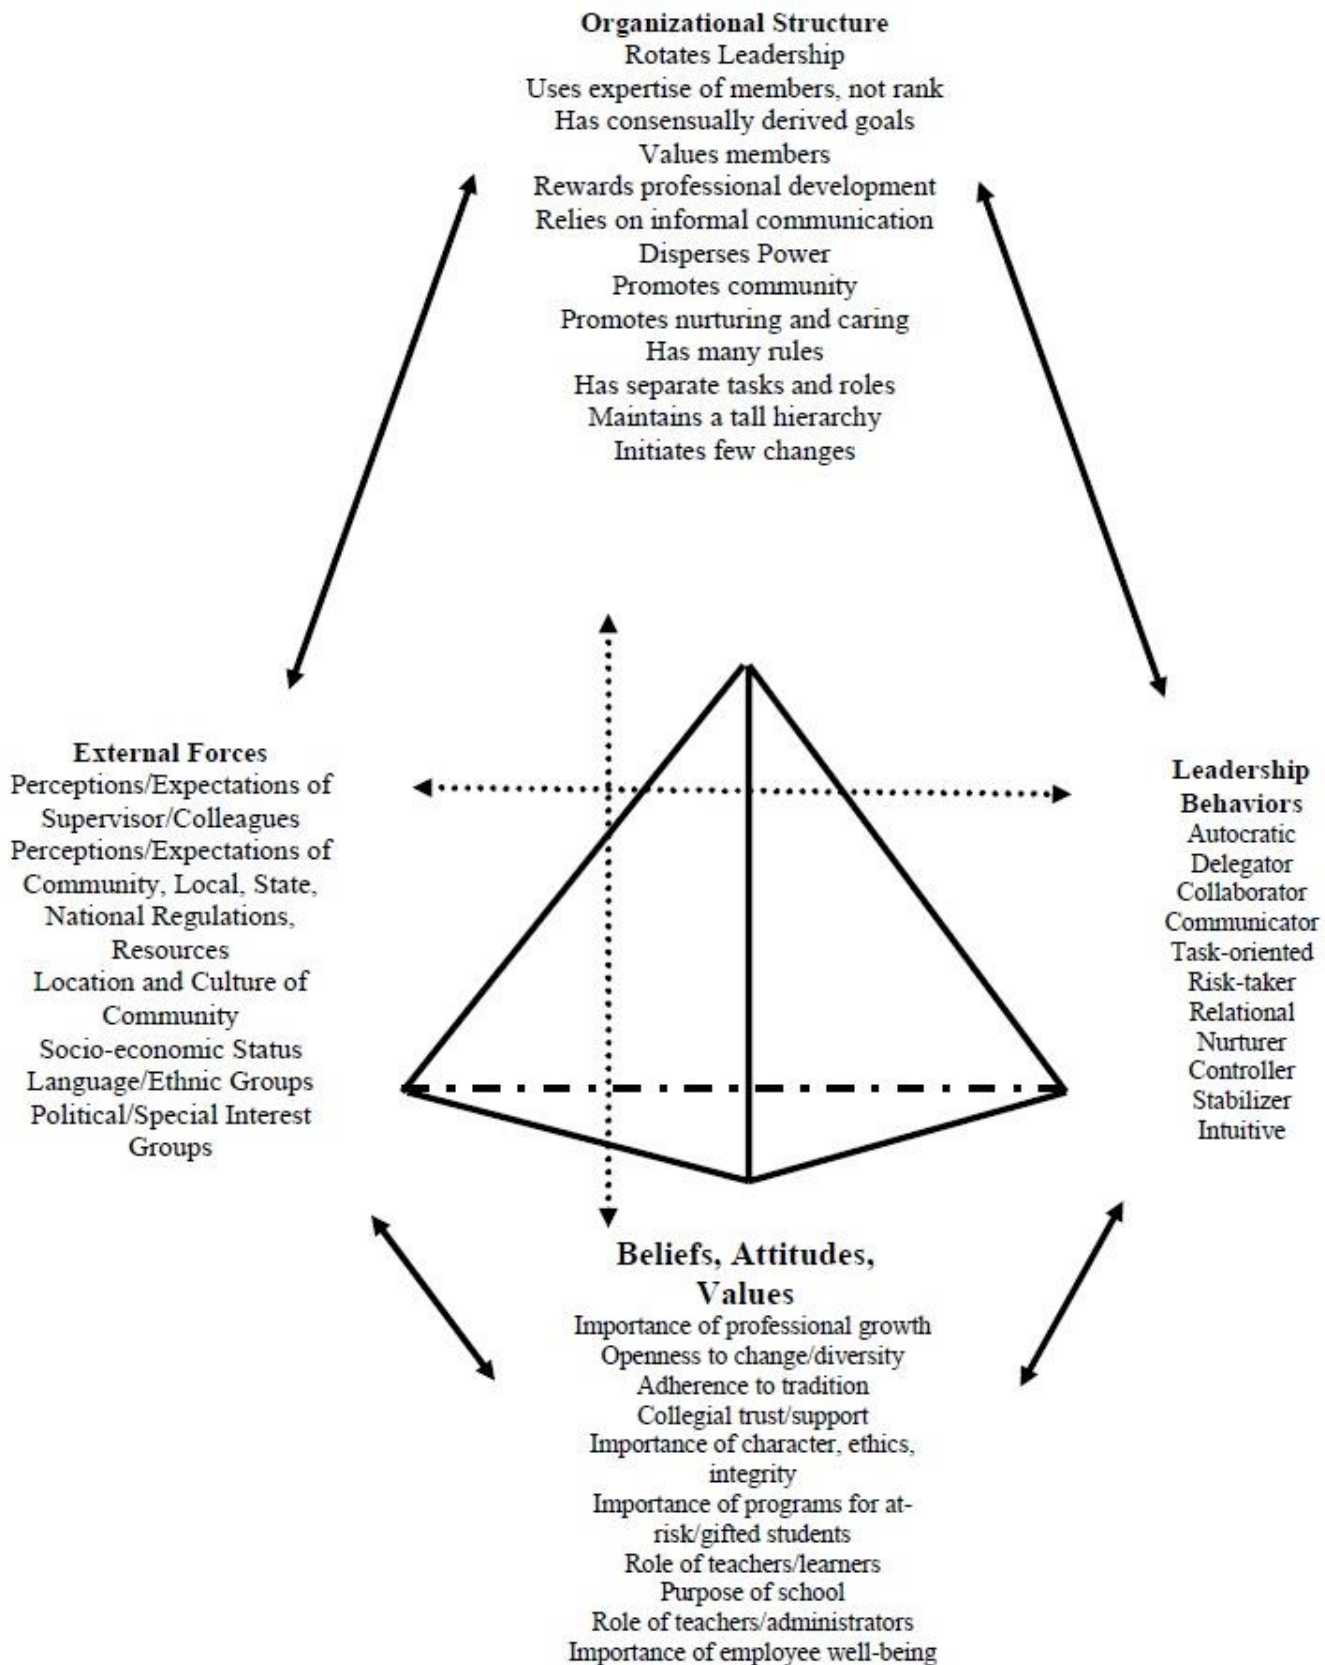 Organizational Structure
Rotates Leadership
Uses expertise of members, not rank
Has consensually derived goals
Values members
Rewards professional development
Relies on informal communication
Disperses Power
Promotes community
Promotes nurturing and caring
Has many rules
Has separate tasks and roles
Maintains a tall hierarchy
Initiates few changes
External Forces
Perceptions/Expectations of
Supervisor/Colleagues
Perceptions/Expectations of
Community, Local, State,
National Regulations,
Resources
Location and Culture of
Community
Socio-economic Status
Language/Ethnic Groups
Political/Special Interest
Groups
Leadership
Behaviors
Autocratic
Delegator
Collaborator
Communicator
Task-oriented
Risk-taker
Relational
Nurturer
Controller
Stabilizer
Intuitive
Beliefs, Attitudes,
Values
Importance of professional growth
Openness to change/diversity
Adherence to tradition
Collegial trust/support
Importance of character, ethics,
integrity
Importance of programs for at-
risk/gifted students
Role of teachers/learners
Purpose of school
Role of teachers/administrators
Importance of employee well-being